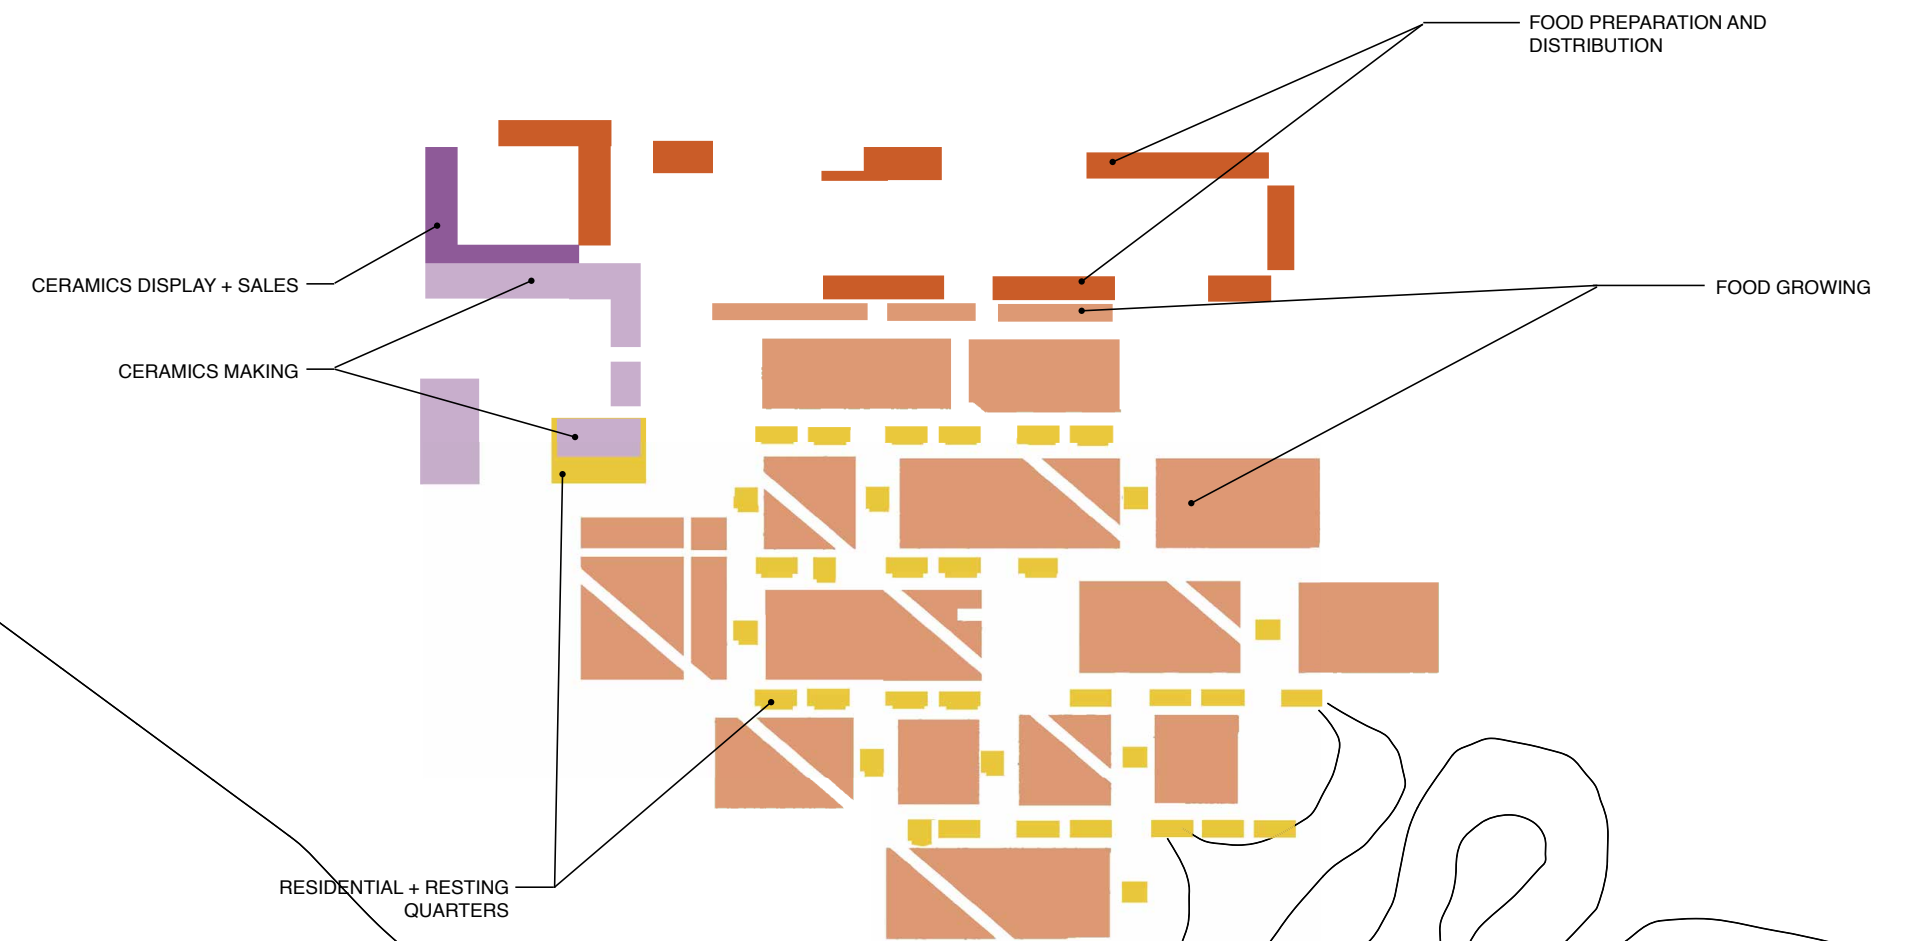 FOOD PREPARATION AND
DISTRIBUTION
CERAMICS DISPLAY + SALES
FOOD GROWING
CERAMICS MAKING
RESIDENTIAL + RESTING
QUARTERS